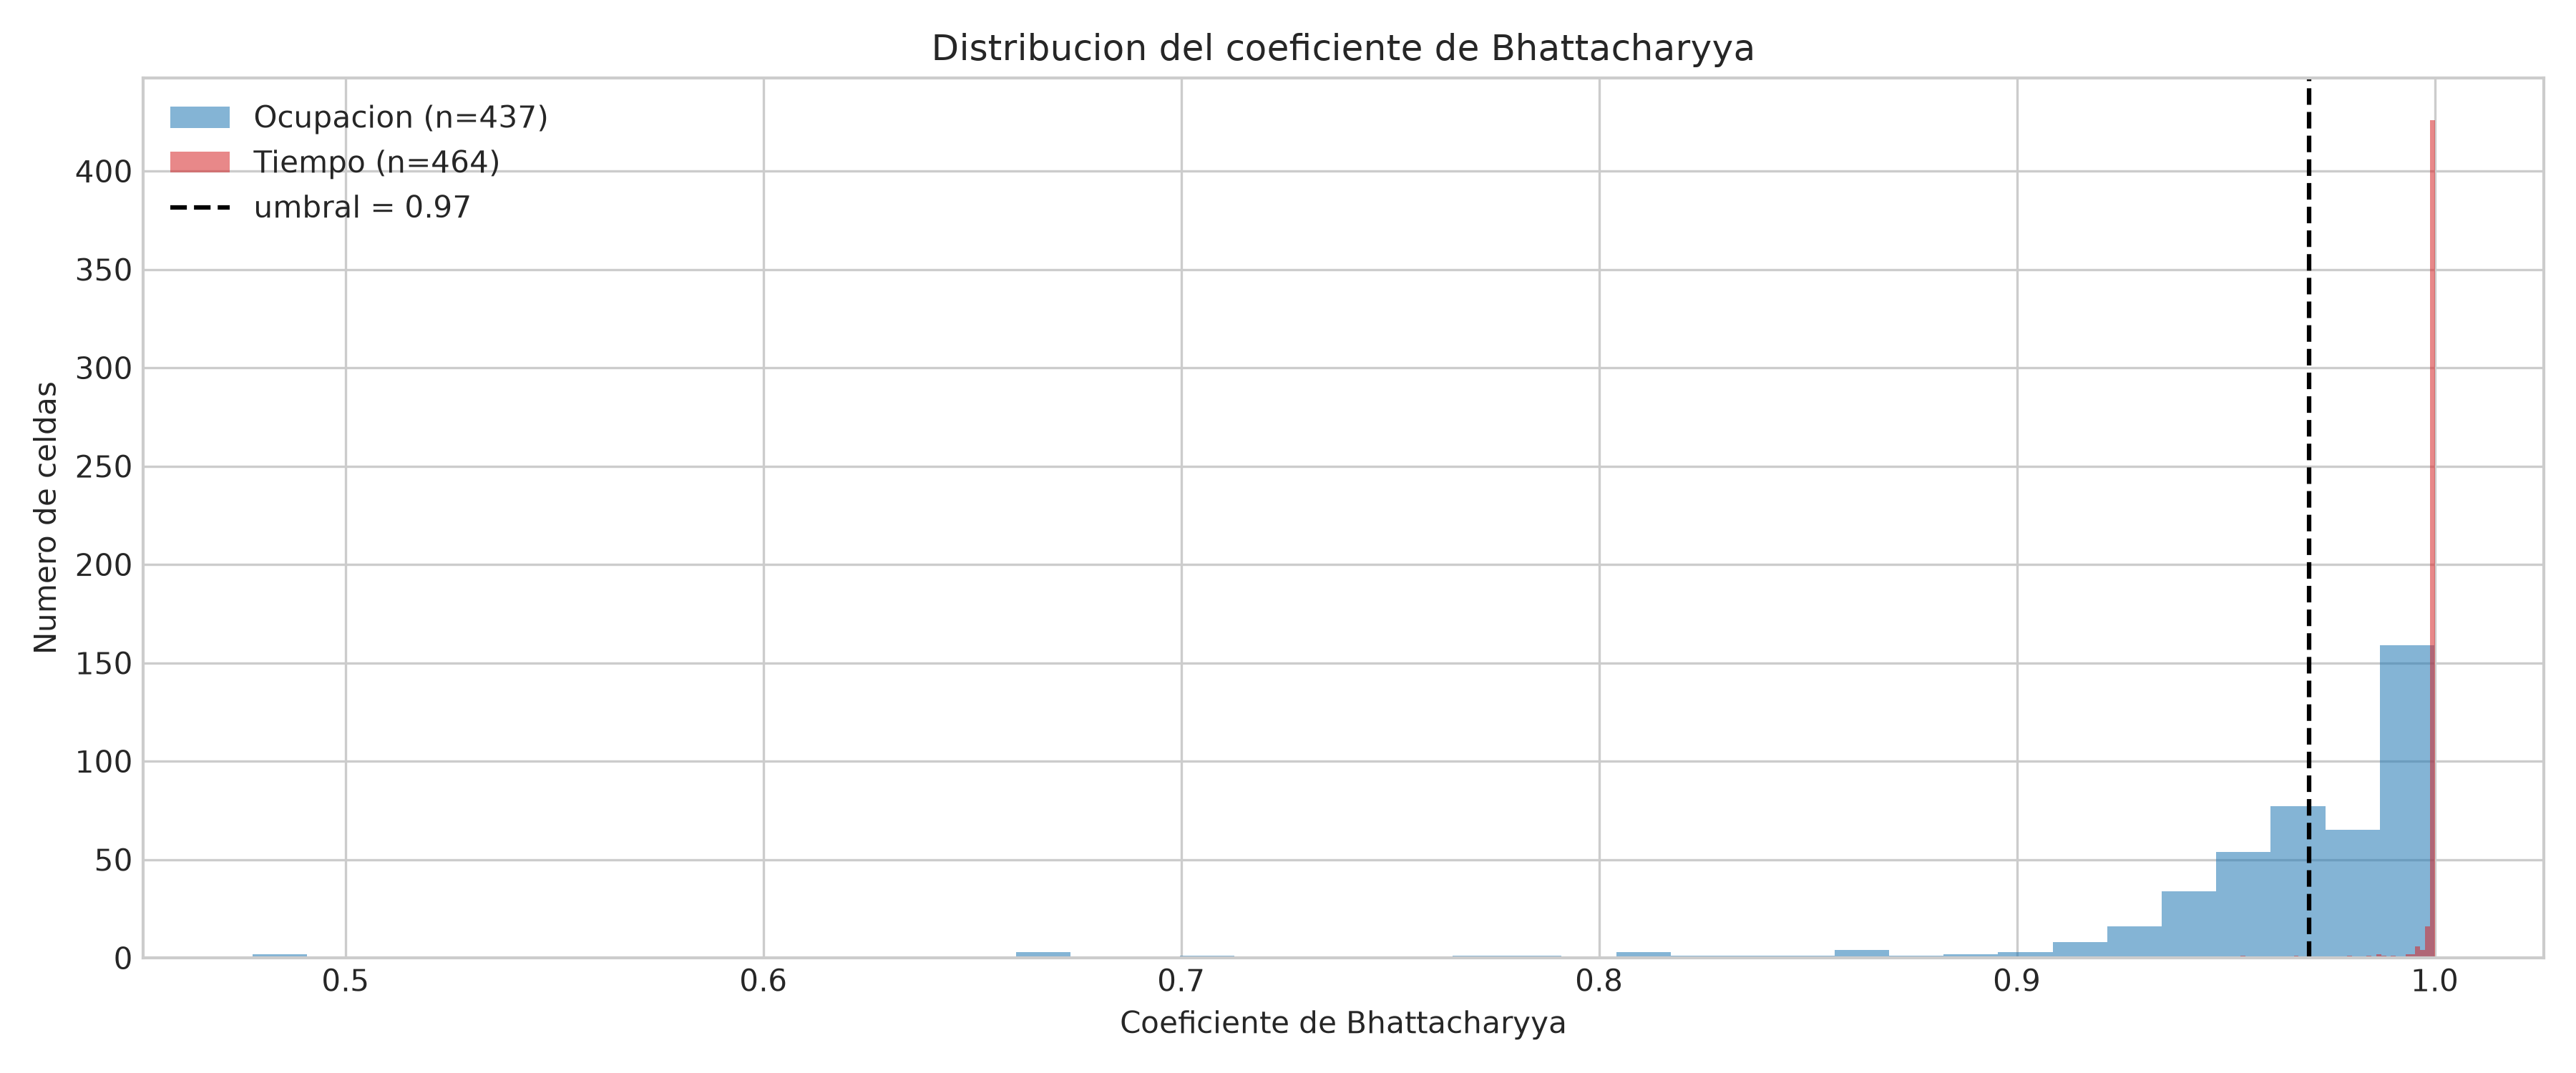 Distribucion del coeficiente de Bhattacharyya
Ocupacion (n=437)
Tiempo (n=464)
umbral = 0.97
Numero de celdas
400
350
300
250
200
150
100
50
0
0.5 0.6 0.7 0.8 0.9 1.0
Coeficiente de Bhattacharyya